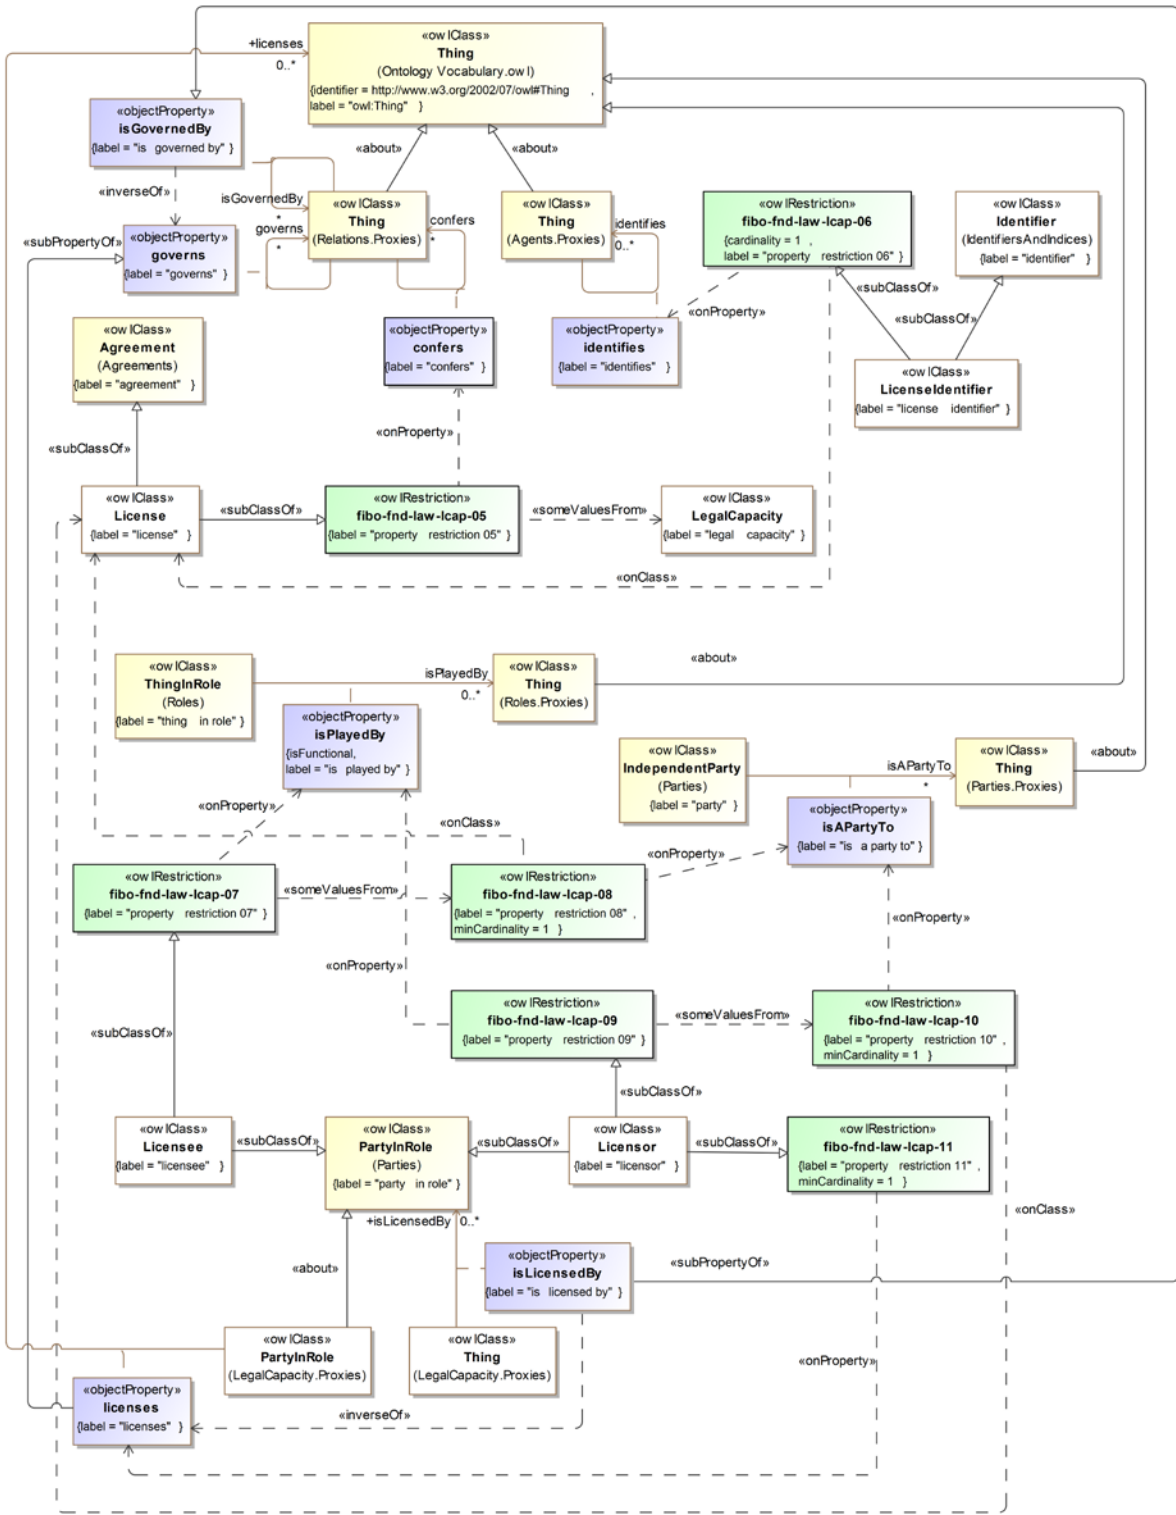 +licenses
0..*
«owlClass»
Thing
(Ontology Vocabulary.owl)
{identifier = http://www.w3.org/2002/07/owl#Thing ,
label = "owl:Thing" }
«objectProperty»
isGovernedBy
{label = "is governed by" }
«about»
«about»
«inverseOf»
isGovernedBy
*
«owlClass»
Thing
(Relations.Proxies)
confers
*
«owlClass»
Thing
(Agents.Proxies)
identifies
0..*
«owlRestriction»
fibo-fnd-law-lcap-06
{cardinality = 1 ,
label = "property restriction 06" }
«owlClass»
Identifier
(IdentifiersAndIndices)
{label = "identifier" }
«subPropertyOf»
«objectProperty»
governs
{label = "governs" }
governs
*
«subClassOf»
«subClassOf»
«onProperty»
«owlClass»
Agreement
(Agreements)
{label = "agreement" }
«objectProperty»
confers
{label = "confers" }
«objectProperty»
identifies
{label = "identifies" }
«owlClass»
LicenseIdentifier
{label = "license identifier" }
«subClassOf»
«onProperty»
«owlClass»
License
{label = "license" }
«subClassOf»
«owlRestriction»
fibo-fnd-law-lcap-05
{label = "property restriction 05" }
«someValuesFrom»
«owlClass»
LegalCapacity
{label = "legal capacity" }
«onClass»
«owlClass»
ThingInRole
(Roles)
{label = "thing in role" }
isPlayedBy
0..*
«owlClass»
Thing
(Roles.Proxies)
«about»
«objectProperty»
isPlayedBy
{isFunctional,
label = "is played by" }
«owlClass»
IndependentParty
(Parties)
{label = "party" }
isAPartyTo
*
«owlClass»
Thing
(Parties.Proxies)
«about»
«objectProperty»
isAPartyTo
{label = "is a party to" }
«onProperty»
«onClass»
«onProperty»
«owlRestriction»
fibo-fnd-law-lcap-07
{label = "property restriction 07" }
«someValuesFrom»
«owlRestriction»
fibo-fnd-law-lcap-08
{label = "property restriction 08" ,
minCardinality = 1 }
«onProperty»
«onProperty»
«owlRestriction»
fibo-fnd-law-lcap-09
{label = "property restriction 09" }
«someValuesFrom»
«owlRestriction»
fibo-fnd-law-lcap-10
{label = "property restriction 10" ,
minCardinality = 1 }
«subClassOf»
«subClassOf»
«owlClass»
Licensee
{label = "licensee" }
«subClassOf»
«owlClass»
PartyInRole
(Parties)
{label = "party in role" }
«subClassOf»
«owlClass»
Licensor
{label = "licensor" }
«subClassOf»
«owlRestriction»
fibo-fnd-law-lcap-11
{label = "property restriction 11" ,
minCardinality = 1 }
+isLicensedBy
0..*
«onClass»
«about»
«objectProperty»
isLicensedBy
{label = "is licensed by" }
«subPropertyOf»
«owlClass»
PartyInRole
(LegalCapacity.Proxies)
«owlClass»
Thing
(LegalCapacity.Proxies)
«onProperty»
«objectProperty»
licenses
{label = "licenses" }
«inverseOf»